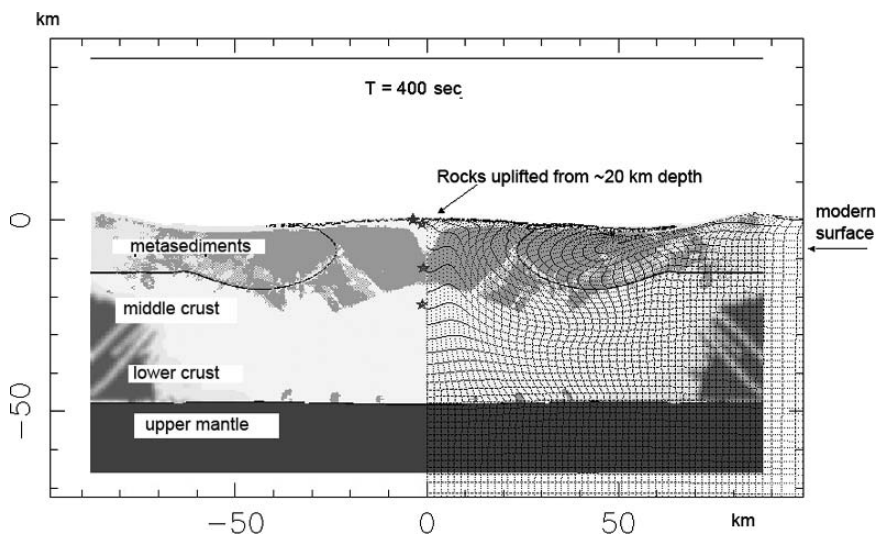 km
T = 400 sec
Rocks uplifted from ~20 km depth
0
modern
surface
metasediments
middle crust
lower crust
−50
upper mantle
−50
0
50
km